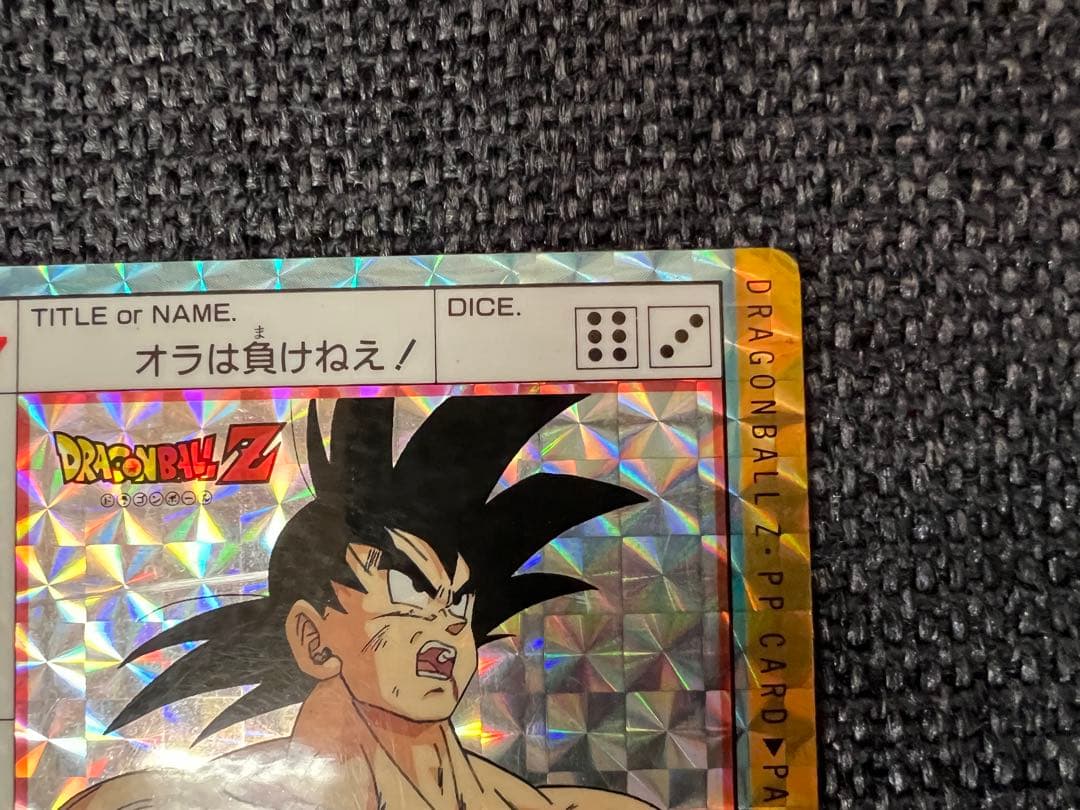 TITLE or NAME.
ま
オラは負けねえ!
DICE.
DRAGONBALL Z
ドラゴンボール
DRAGONBALL Z・PP CARD▶PA